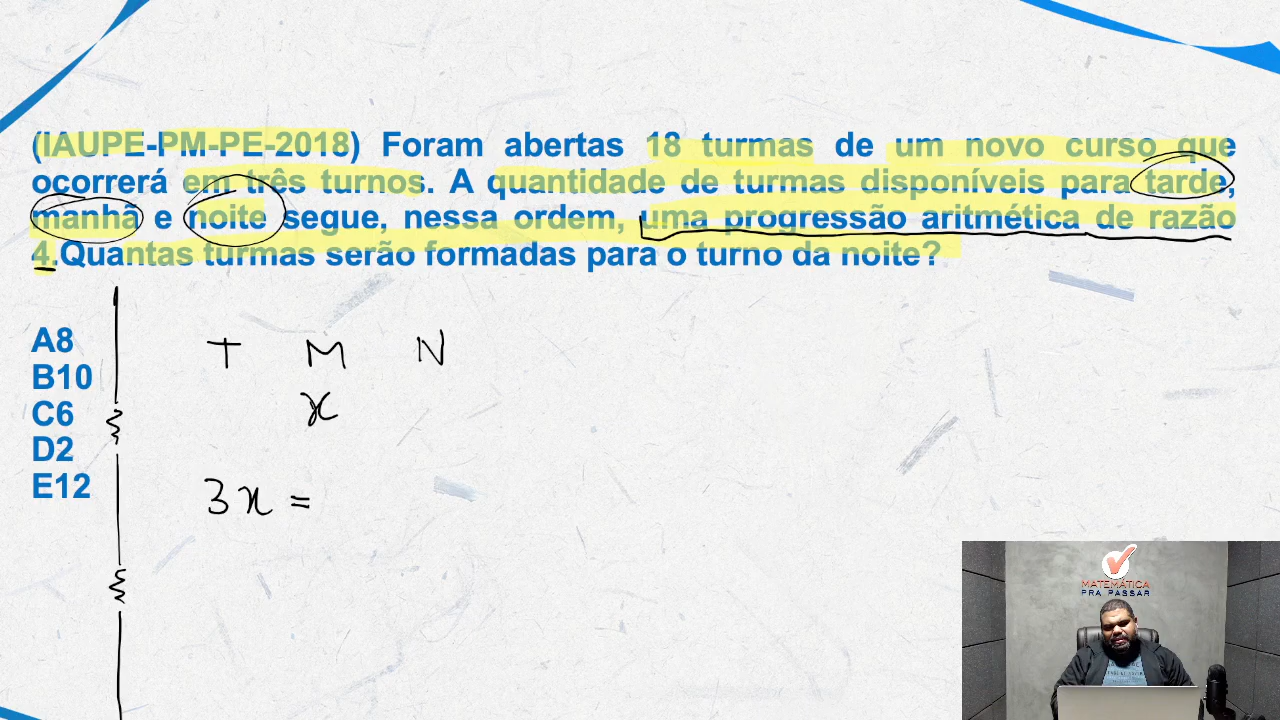 (IAUPE-PM-PE-2018) Foram abertas 18 turmas de um novo curso que
ocorrerá em três turnos. A quantidade de turmas disponíveis para tarde,
manhã e noite segue, nessa ordem, uma progressão aritmética de razão
4.Quantas turmas serão formadas para o turno da noite?
A8
B10
C6
D2
E12
T M N
x
3x =
MATEMÁTICA
PRA PASSAR